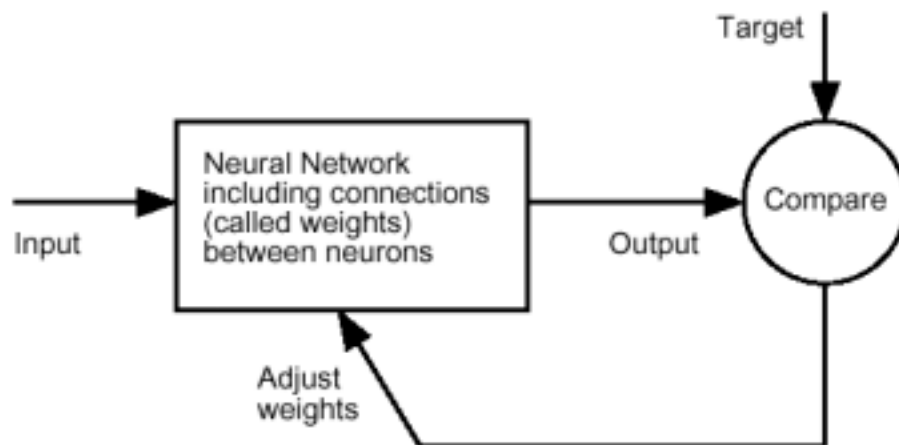 Target
Neural Network
including connections
(called weights)
between neurons
Compare
Input
Output
Adjust
weights